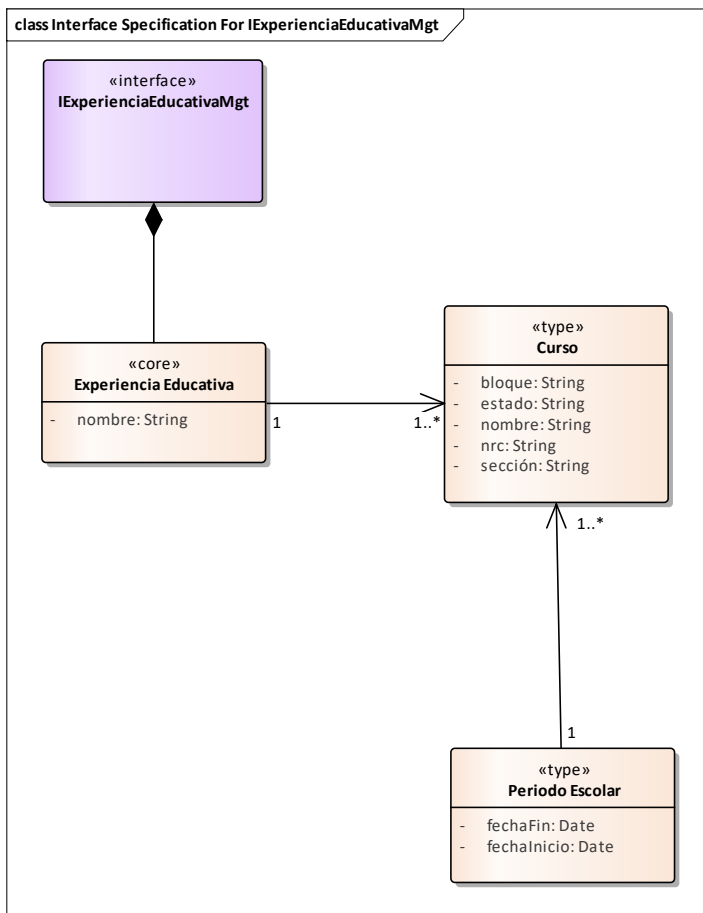 class Interface Specification For IExperienciaEducativaMgt
«interface»
IExperienciaEducativaMgt
«core»
Experiencia Educativa
- nombre: String
1
1..*
«type»
Curso
- bloque: String
- estado: String
- nombre: String
- nrc: String
- sección: String
1..*
1
«type»
Periodo Escolar
- fechaFin: Date
- fechaInicio: Date